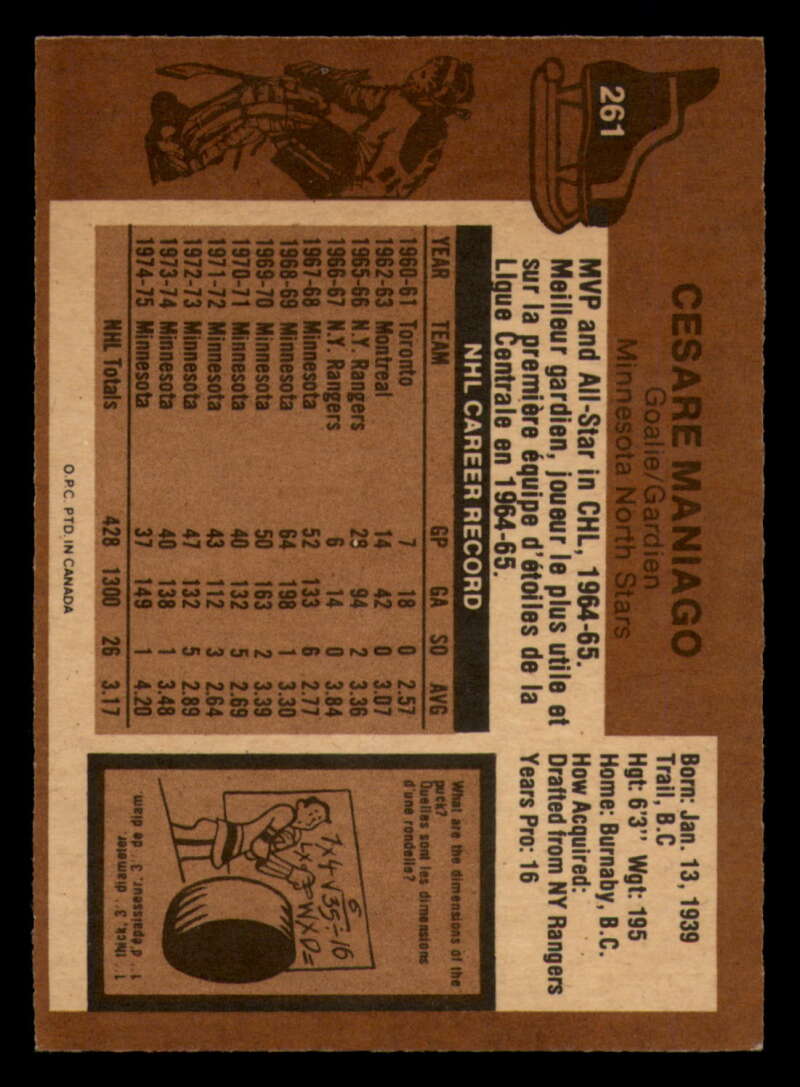 261
CESARE MANIAGO
Goalie/Gardien
Minnesota North Stars
MVP and All-Star in CHL, 1964-65.
Meilleur gardien, joueur le plus utile et
sur la première équipe d'étoiles de la
Ligue Centrale en 1964-65.
Born: Jan. 13, 1939
Trail, B.C
Hgt: 6'3" Wgt: 195
Home: Burnaby, B.C.
How Acquired:
Drafted from NY Rangers
Years Pro: 16
NHL CAREER RECORD
YEAR TEAM GP GA SO AVG
1960-61 Toronto 7 18 0 2.57
1962-63 Montreal 14 42 0 3.07
1965-66 N.Y. Rangers 28 94 2 3.36
1966-67 N.Y. Rangers 6 14 0 3.84
1967-68 Minnesota 52 133 6 2.77
1968-69 Minnesota 64 198 1 3.30
1969-70 Minnesota 50 163 2 3.39
1970-71 Minnesota 40 132 5 2.69
1971-72 Minnesota 43 112 3 2.64
1972-73 Minnesota 47 132 5 2.89
1973-74 Minnesota 40 138 1 3.48
1974-75 Minnesota 37 149 1 4.20
NHL Totals 428 1300 26 3.17
What are the dimensions of the
puck?
Quelles sont les dimensions
d'une rondelle?
6
7x4√35÷16
=WXD=
1'' thick, 3'' diameter.
1'' d'épaisseur, 3'' de diam.
O.P.C. PTD. IN CANADA